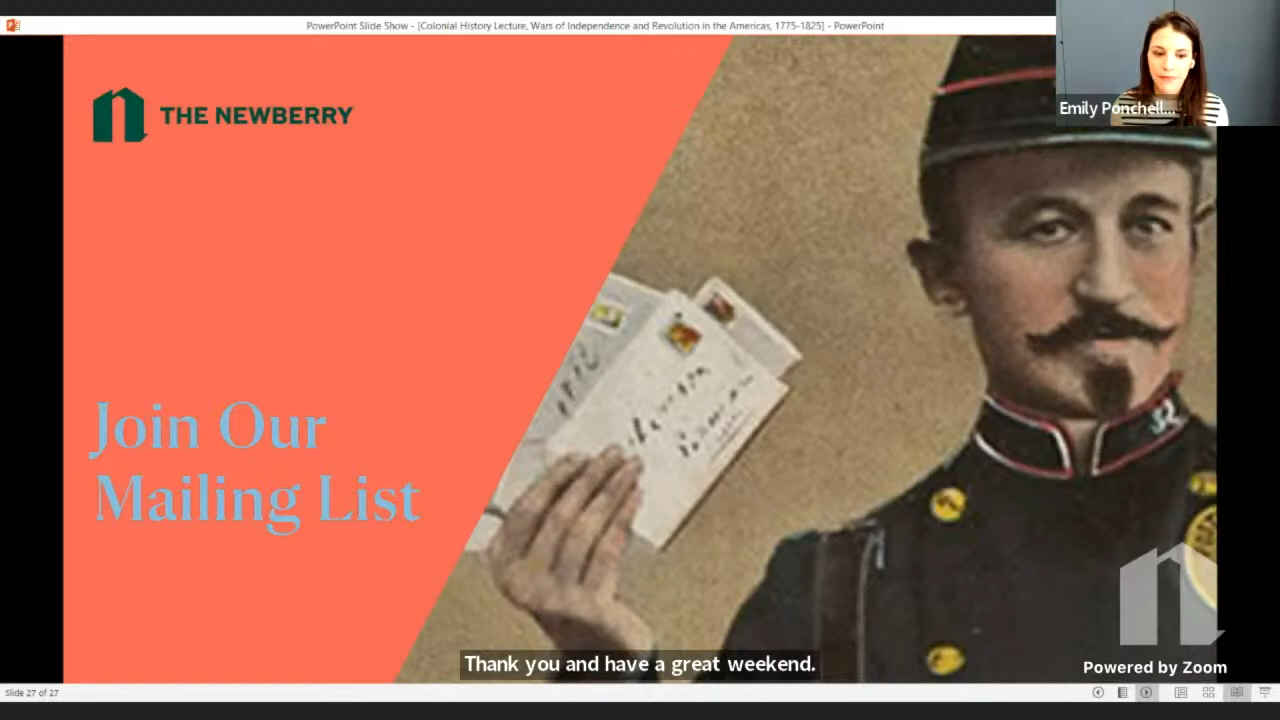 PowerPoint Slide Show - [Colonial History Lecture, Wars of Independence and Revolution in the Americas, 1775-1825] - PowerPoint
Emily Ponchell...
THE NEWBERRY
Join Our
Mailing List
Thank you and have a great weekend.
Powered by Zoom
Slide 27 of 27